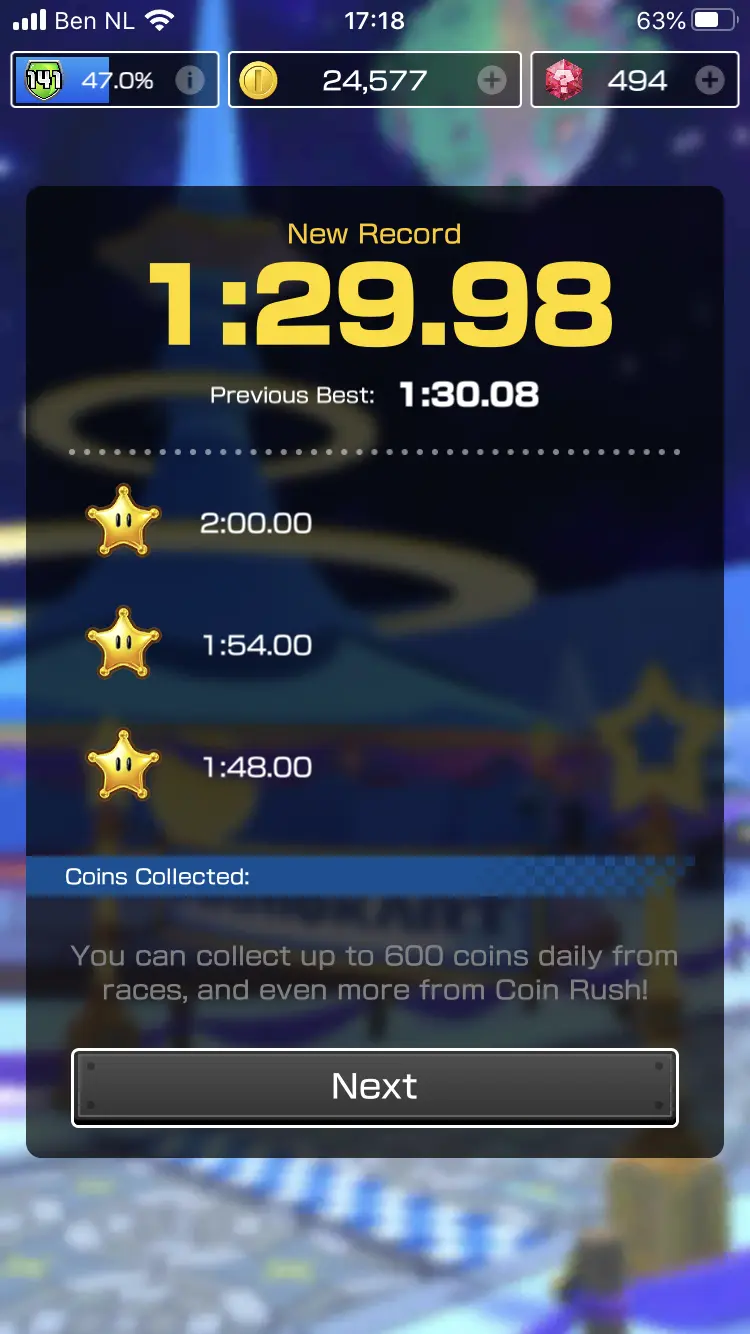 Ben NL 17:18 63%
141 47.0% i 24,577 + ? 494 +
New Record
1:29.98
Previous Best: 1:30.08
2:00.00
1:54.00
1:48.00
Coins Collected:
You can collect up to 600 coins daily from
races, and even more from Coin Rush!
Next